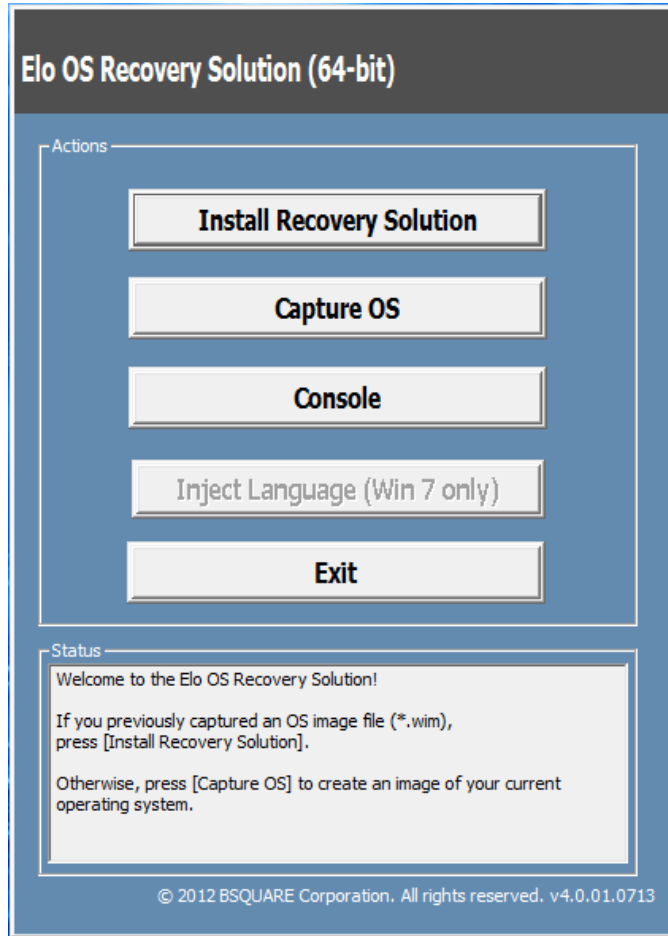 Elo OS Recovery Solution (64-bit)
Actions
Install Recovery Solution
Capture OS
Console
Inject Language (Win 7 only)
Exit
Status
Welcome to the Elo OS Recovery Solution!
If you previously captured an OS image file (*.wim),
press [Install Recovery Solution].
Otherwise, press [Capture OS] to create an image of your current
operating system.
© 2012 BSQUARE Corporation. All rights reserved. v4.0.01.0713